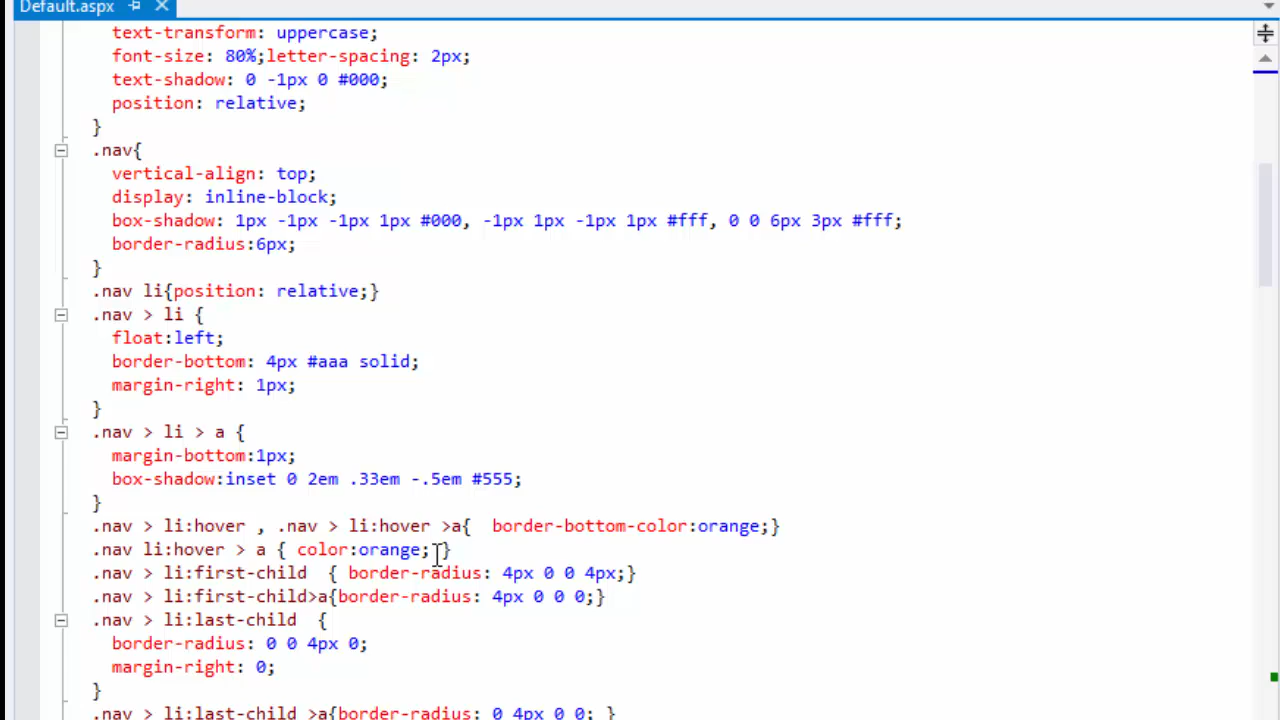 Default.aspx
text-transform: uppercase;
font-size: 80%;letter-spacing: 2px;
text-shadow: 0 -1px 0 #000;
position: relative;
}
.nav{
vertical-align: top;
display: inline-block;
box-shadow: 1px -1px -1px 1px #000, -1px 1px -1px 1px #fff, 0 0 6px 3px #fff;
border-radius:6px;
}
.nav li{position: relative;}
.nav > li {
float:left;
border-bottom: 4px #aaa solid;
margin-right: 1px;
}
.nav > li > a {
margin-bottom:1px;
box-shadow:inset 0 2em .33em -.5em #555;
}
.nav > li:hover , .nav > li:hover >a{  border-bottom-color:orange;}
.nav li:hover > a { color:orange; }
.nav > li:first-child  { border-radius: 4px 0 0 4px;}
.nav > li:first-child>a{border-radius: 4px 0 0 0;}
.nav > li:last-child  {
border-radius: 0 0 4px 0;
margin-right: 0;
}
.nav > li:last-child >a{border-radius: 0 4px 0 0; }